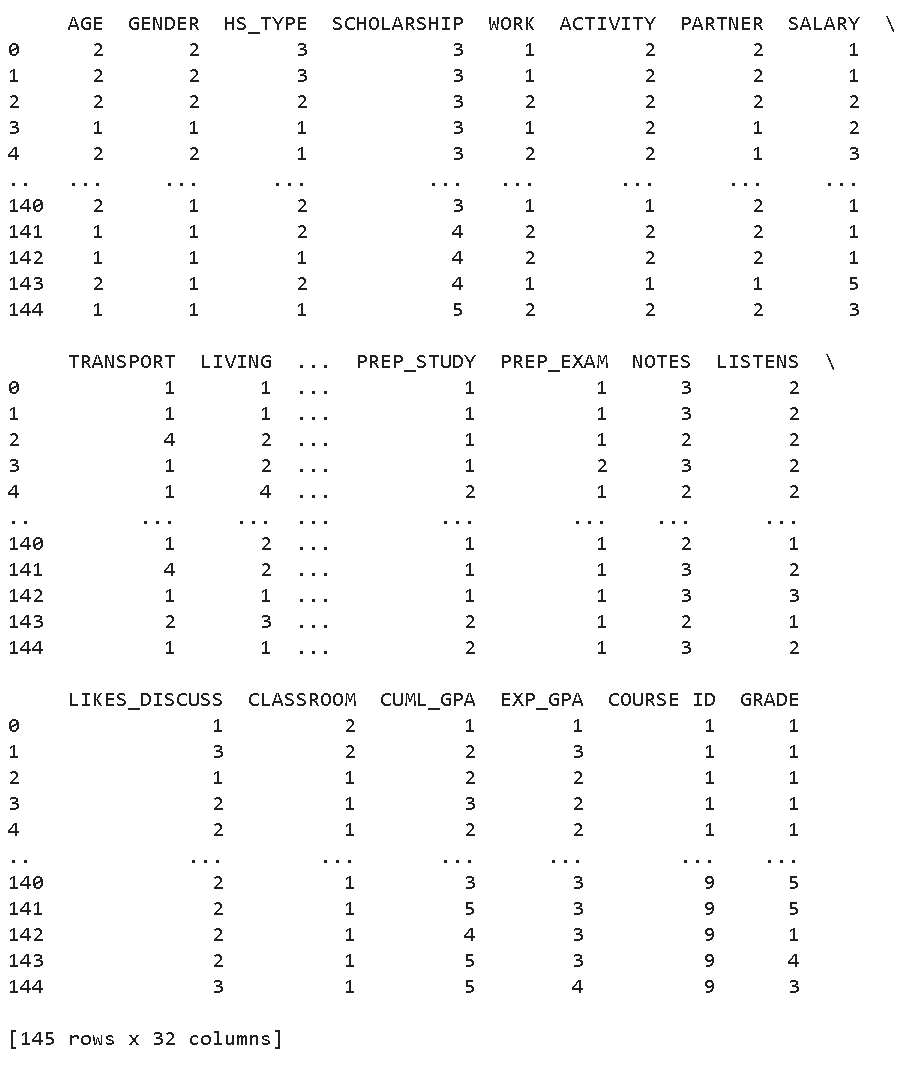 AGE GENDER HS_TYPE SCHOLARSHIP WORK ACTIVITY PARTNER SALARY \
0 2 2 3 3 1 2 2 1
1 2 2 3 3 1 2 2 1
2 2 2 2 3 2 2 2 2
3 1 1 1 3 1 2 1 2
4 2 2 1 3 2 2 1 3
.. ... ... ... ... ... ... ... ...
140 2 1 2 3 1 1 2 1
141 1 1 2 4 2 2 2 1
142 1 1 1 4 2 2 2 1
143 2 1 2 4 1 1 1 5
144 1 1 1 5 2 2 2 3
TRANSPORT LIVING ... PREP_STUDY PREP_EXAM NOTES LISTENS \
0 1 1 ... 1 1 3 2
1 1 1 ... 1 1 3 2
2 4 2 ... 1 1 2 2
3 1 2 ... 1 2 3 2
4 1 4 ... 2 1 2 2
.. ... ... ... ... ... ... ...
140 1 2 ... 1 1 2 1
141 4 2 ... 1 1 3 2
142 1 1 ... 1 1 3 3
143 2 3 ... 2 1 2 1
144 1 1 ... 2 1 3 2
LIKES_DISCUSS CLASSROOM CUML_GPA EXP_GPA COURSE ID GRADE
0 1 2 1 1 1 1
1 3 2 2 3 1 1
2 1 1 2 2 1 1
3 2 1 3 2 1 1
4 2 1 2 2 1 1
.. ... ... ... ... ... ...
140 2 1 3 3 9 5
141 2 1 5 3 9 5
142 2 1 4 3 9 1
143 2 1 5 3 9 4
144 3 1 5 4 9 3
[145 rows x 32 columns]